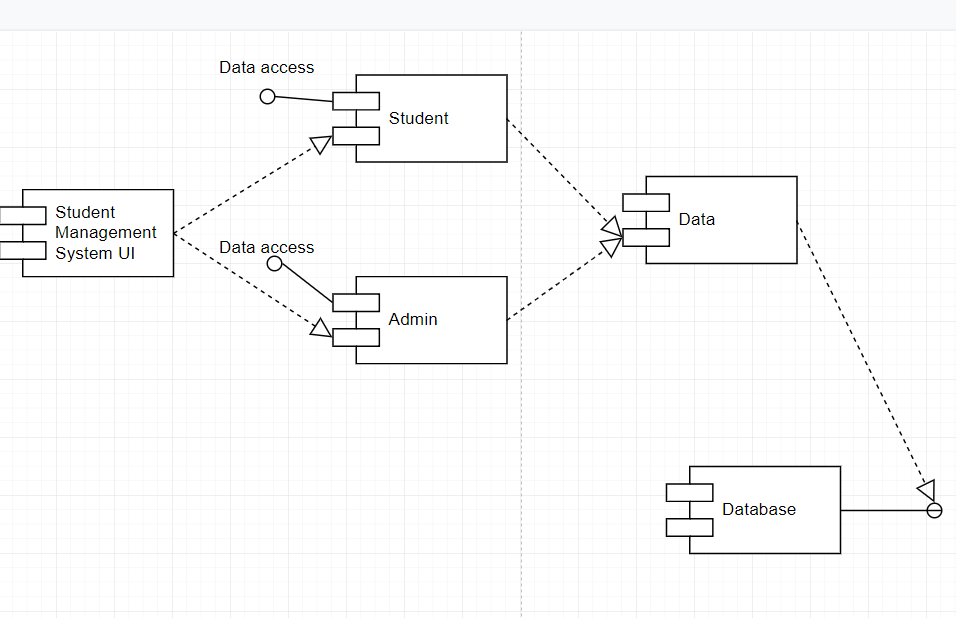 Data access
Student
Student
Management
System UI
Data access
Admin
Data
Database